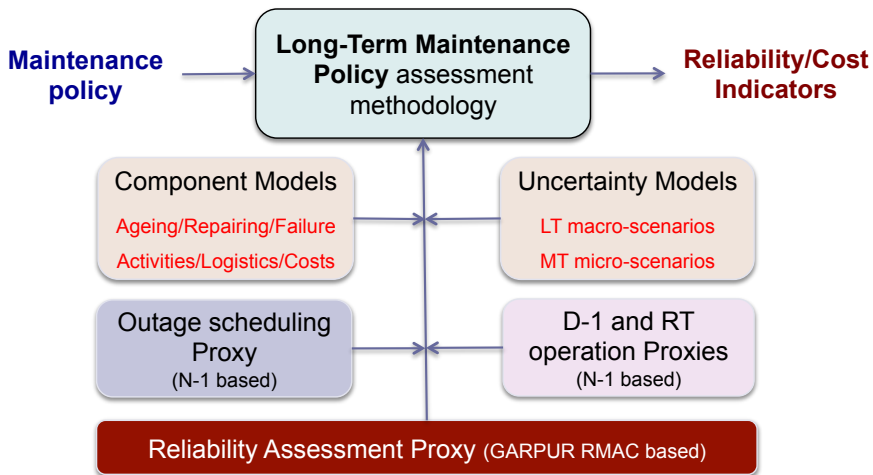 Maintenance
policy
Long-Term Maintenance
Policy assessment
methodology
Reliability/Cost
Indicators
Component Models
Ageing/Repairing/Failure
Activities/Logistics/Costs
Uncertainty Models
LT macro-scenarios
MT micro-scenarios
Outage scheduling
Proxy
(N-1 based)
D-1 and RT
operation Proxies
(N-1 based)
Reliability Assessment Proxy (GARPUR RMAC based)